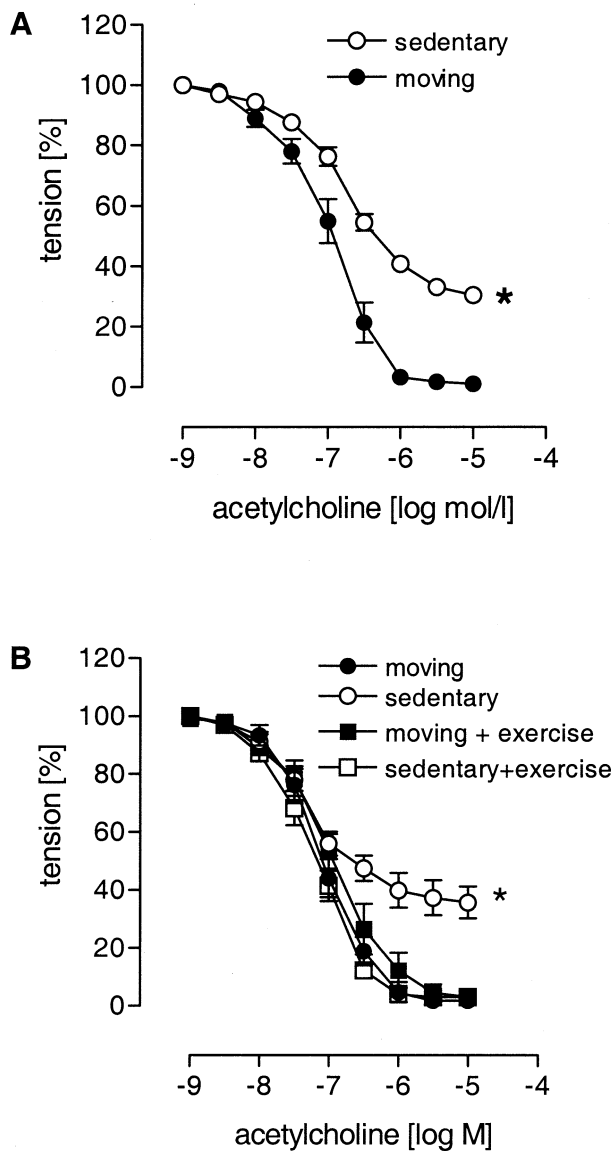 A
120
100
80
60
40
20
0
tension [%]
sedentary
moving
*
-9 -8 -7 -6 -5 -4
acetylcholine [log mol/l]
B
120
100
80
60
40
20
0
tension [%]
moving
sedentary
moving + exercise
sedentary+exercise
*
-9 -8 -7 -6 -5 -4
acetylcholine [log M]